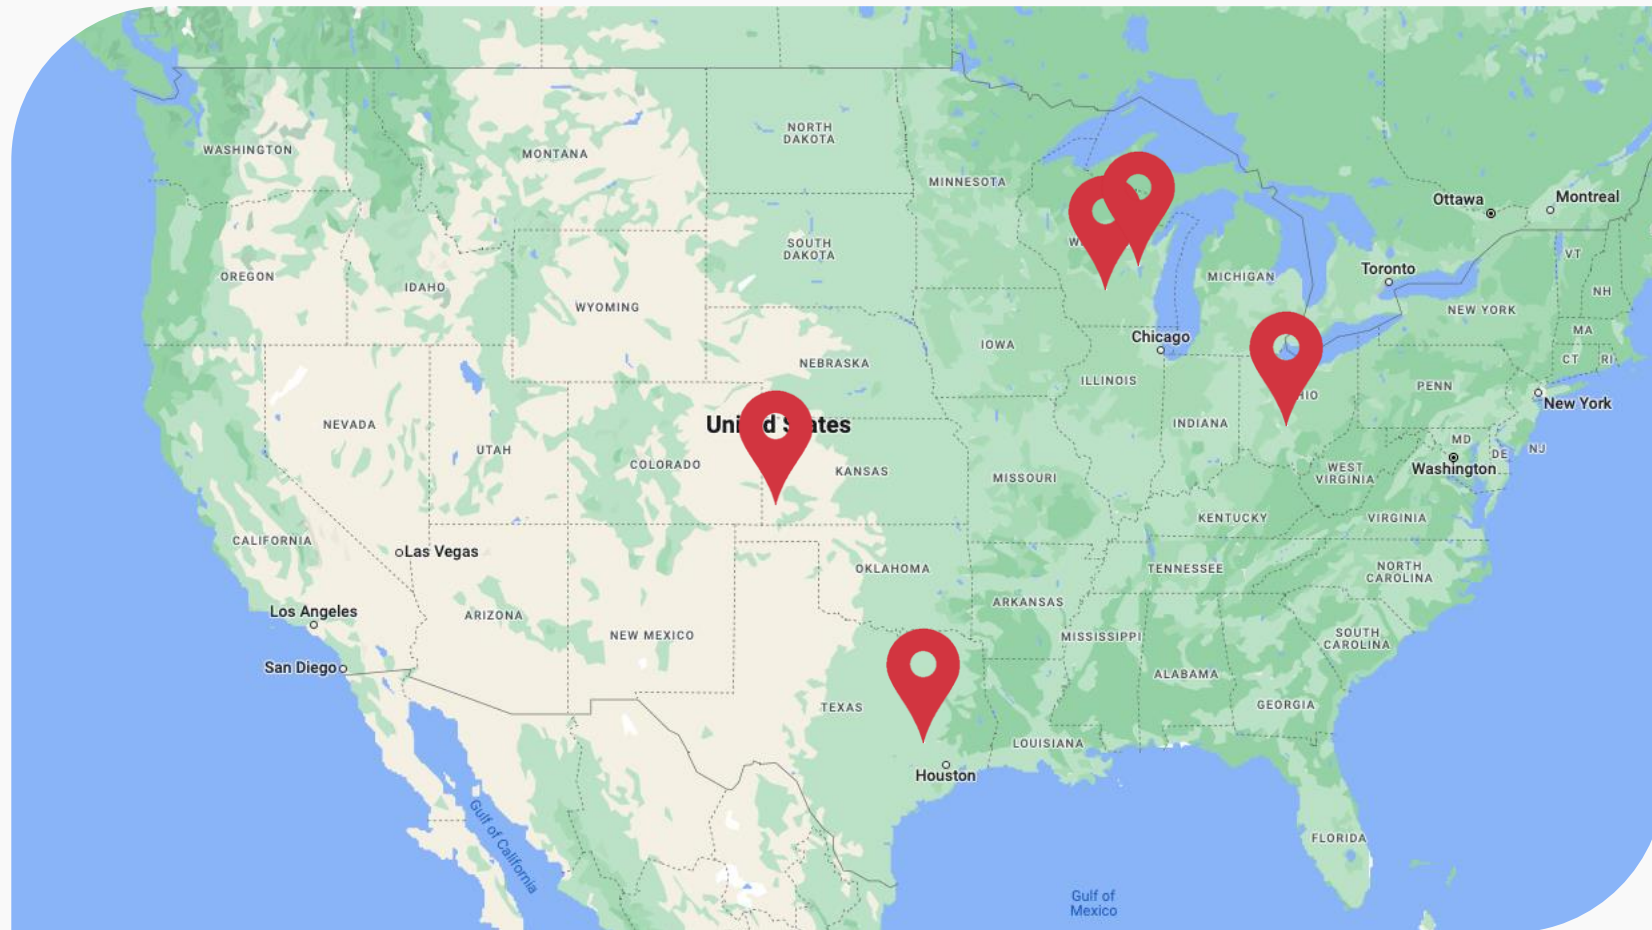 NORTH
DAKOTA
WASHINGTON
MONTANA
MINNESOTA
Ottawa
Montreal
SOUTH
DAKOTA
VT
OREGON
IDAHO
MICHIGAN
Toronto
WYOMING
NH
NEW YORK
MA
Chicago
IOWA
CT
RI
NEBRASKA
ILLINOIS
PENN
New York
NEVADA
INDIANA
MD
NJ
DE
UTAH
COLORADO
KANSAS
MISSOURI
WEST
VIRGINIA
Washington
KENTUCKY
VIRGINIA
CALIFORNIA
Las Vegas
OKLAHOMA
TENNESSEE
NORTH
CAROLINA
Los Angeles
ARIZONA
NEW MEXICO
ARKANSAS
MISSISSIPPI
SOUTH
CAROLINA
San Diego
ALABAMA
TEXAS
GEORGIA
LOUISIANA
Houston
Gulf of California
FLORIDA
Gulf of
Mexico